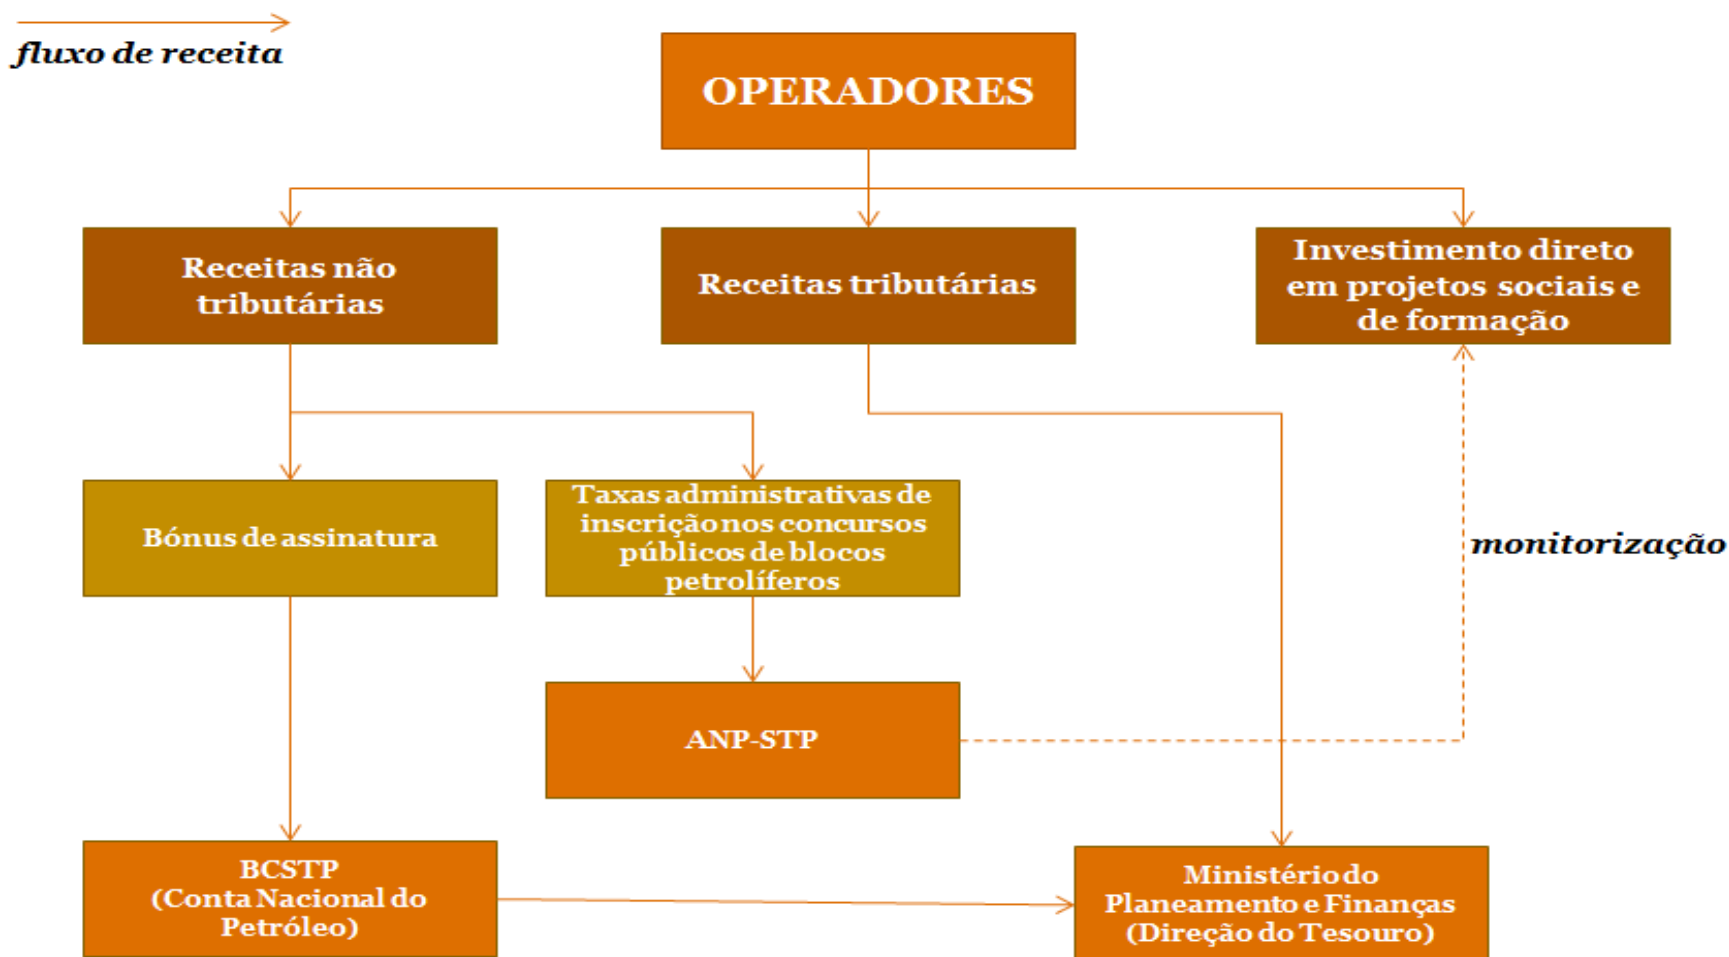 fluxo de receita
OPERADORES
Receitas não
tributárias
Receitas tributárias
Investimento direto
em projetos sociais e
de formação
Bónus de assinatura
Taxas administrativas de
inscrição nos concursos
públicos de blocos
petrolíferos
monitorização
ANP-STP
BCSTP
(Conta Nacional do
Petróleo)
Ministério do
Planeamento e Finanças
(Direção do Tesouro)